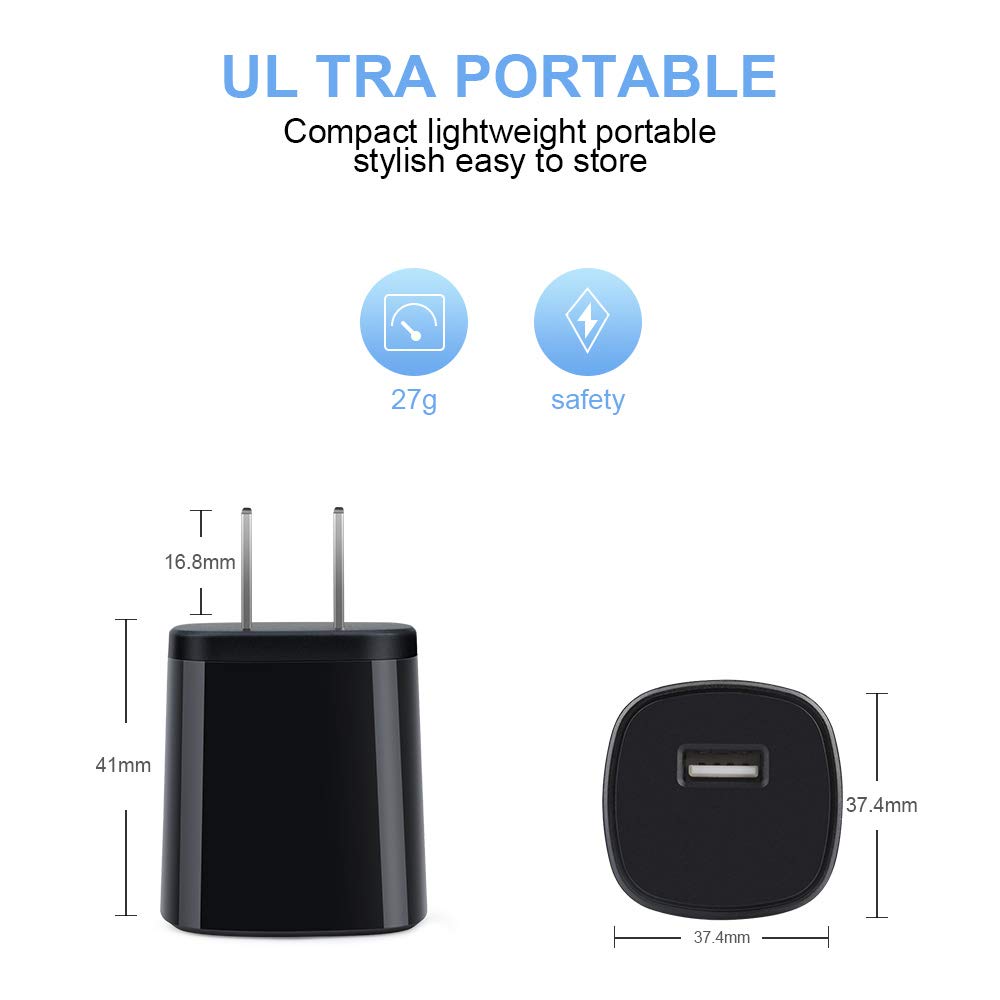 UL TRA PORTABLE
Compact lightweight portable
stylish easy to store
27g
safety
16.8mm
41mm
37.4mm
37.4mm